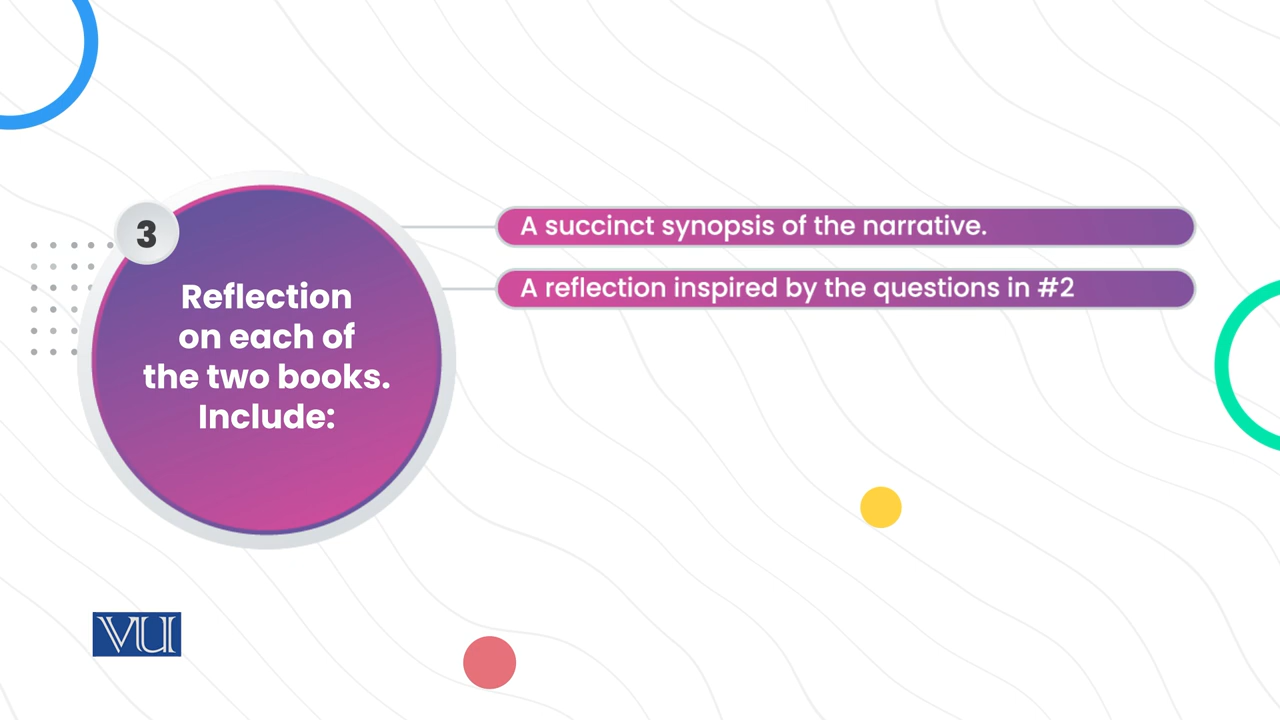 3
Reflection
on each of
the two books.
Include:
A succinct synopsis of the narrative.
A reflection inspired by the questions in #2
VU